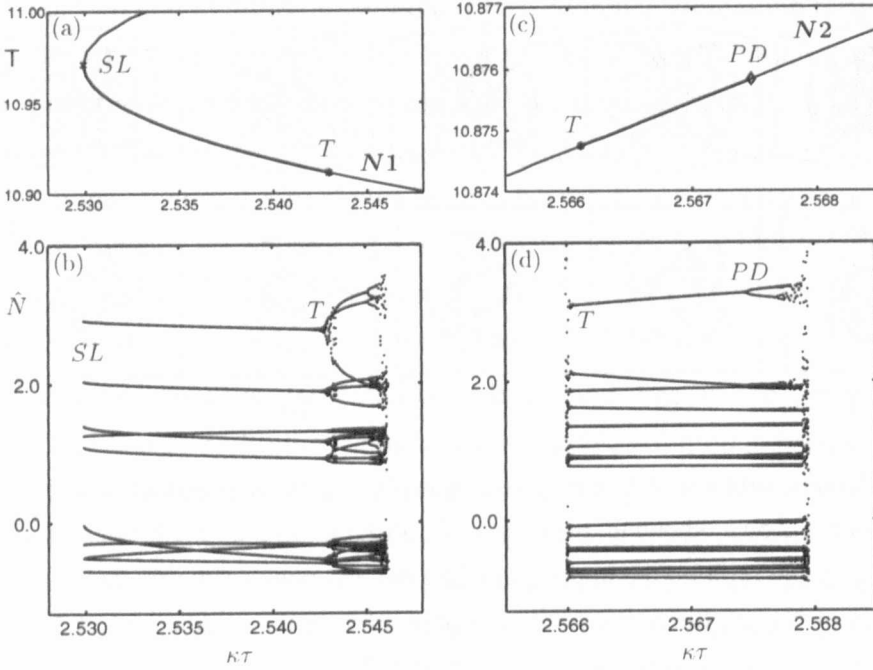 (a)
11.00
T
10.95
10.90
SL
T
N1
2.530
2.535
2.540
2.545
(c)
10.877
10.876
10.875
10.874
N2
PD
T
2.566
2.567
2.568
(b)
4.0
N̂
2.0
0.0
SL
T
2.530
2.535
2.540
2.545
κτ
(d)
4.0
2.0
0.0
PD
T
2.566
2.567
2.568
κτ